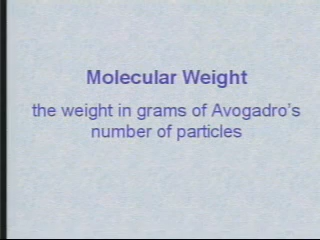 Molecular Weight
the weight in grams of Avogadro's
number of particles